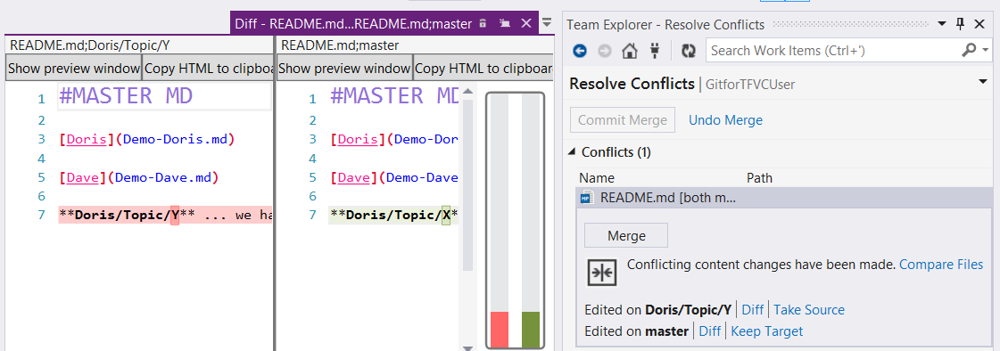 Diff - README.md...README.md;master
README.md;Doris/Topic/Y
Show preview window Copy HTML to clipboa
1 #MASTER MD
2
3 [Doris](Demo-Doris.md)
4
5 [Dave](Demo-Dave.md)
6
7 **Doris/Topic/Y** ... we ha
README.md;master
Show preview window Copy HTML to clipboar
1 #MASTER MD
2
3 [Doris](Demo-Dor
4
5 [Dave](Demo-Dave
6
7 **Doris/Topic/X*
Team Explorer - Resolve Conflicts
Search Work Items (Ctrl+')
Resolve Conflicts | GitforTFVCUser
Commit Merge Undo Merge
Conflicts (1)
Name Path
README.md [both m...
Merge
Conflicting content changes have been made. Compare Files
Edited on Doris/Topic/Y | Diff | Take Source
Edited on master | Diff | Keep Target